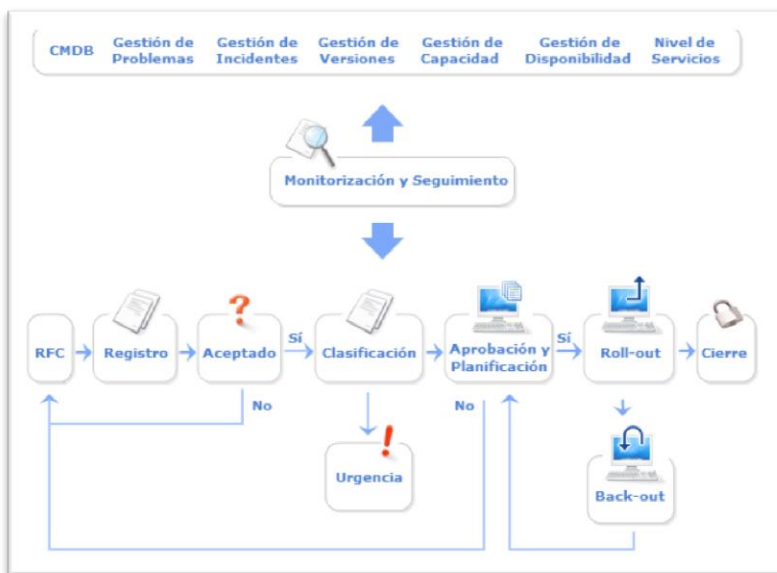 CMDB
Gestión de
Problemas
Gestión de
Incidentes
Gestión de
Versiones
Gestión de
Capacidad
Gestión de
Disponibilidad
Nivel de
Servicios
Monitorización y Seguimiento
RFC
Registro
Aceptado
Sí
Clasificación
Aprobación y
Planificación
Sí
Roll-out
Cierre
No
No
Urgencia
Back-out